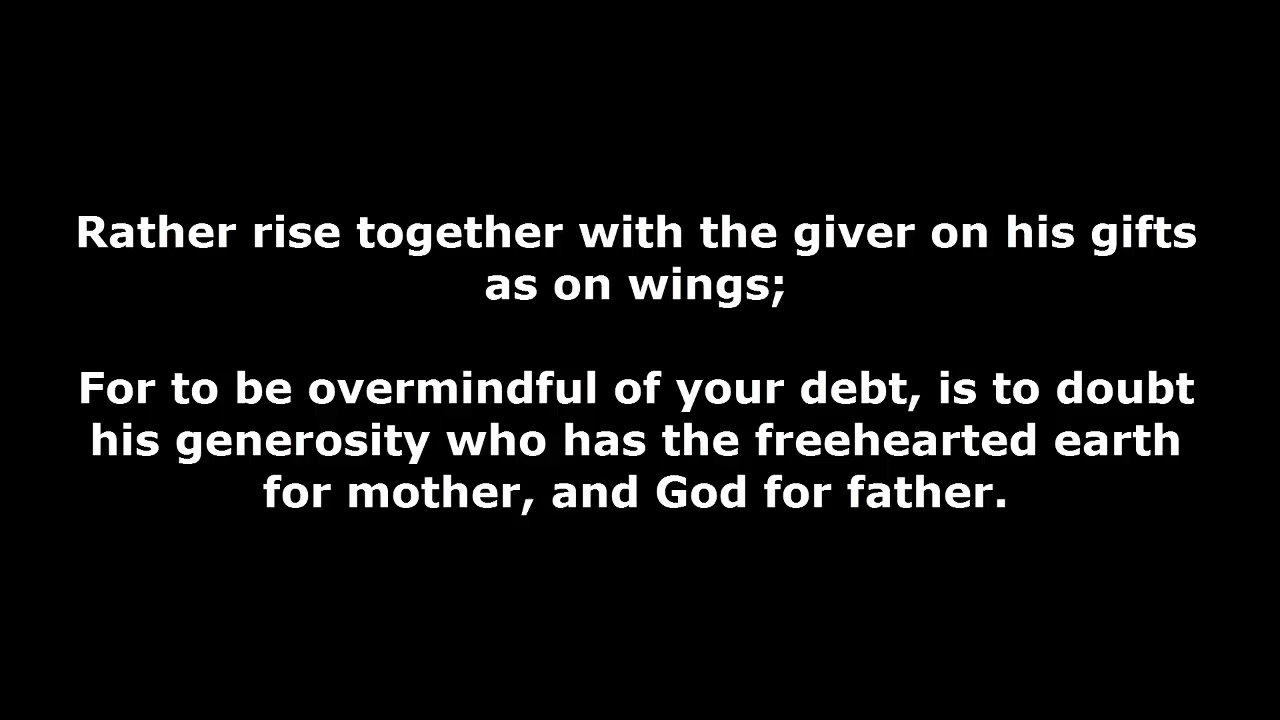 Rather rise together with the giver on his gifts
as on wings;
For to be overmindful of your debt, is to doubt
his generosity who has the freehearted earth
for mother, and God for father.